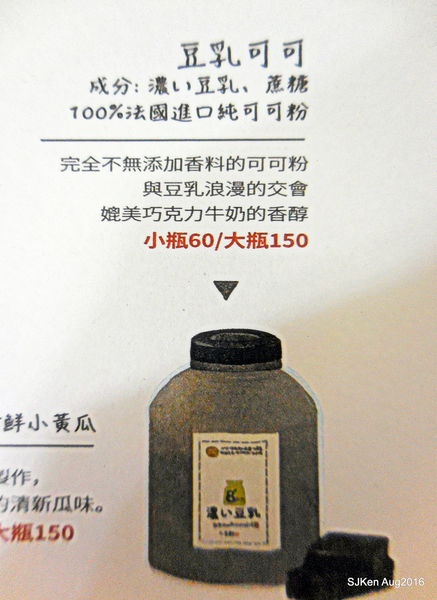 豆乳可可
成分:濃い豆乳、蔗糖
100%法國進口純可可粉
完全不無添加香料的可可粉
與豆乳浪漫的交會
媲美巧克力牛奶的香醇
小瓶60/大瓶150
鮮小黃瓜
製作,
的清新瓜味。
大瓶150
濃い豆乳
SJKen Aug2016